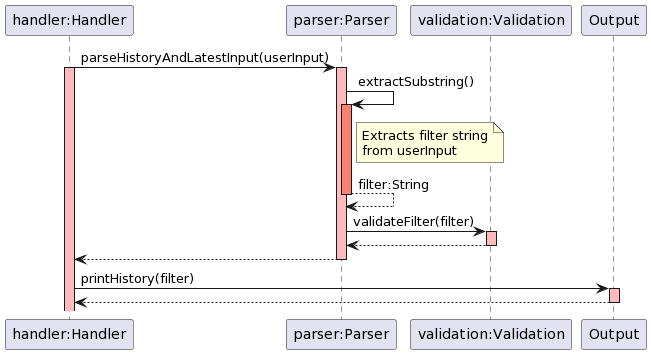 handler:Handler
parser:Parser
validation:Validation
Output
parseHistoryAndLatestInput(userInput)
extractSubstring()
Extracts filter string
from userInput
filter:String
validateFilter(filter)
printHistory(filter)
handler:Handler
parser:Parser
validation:Validation
Output